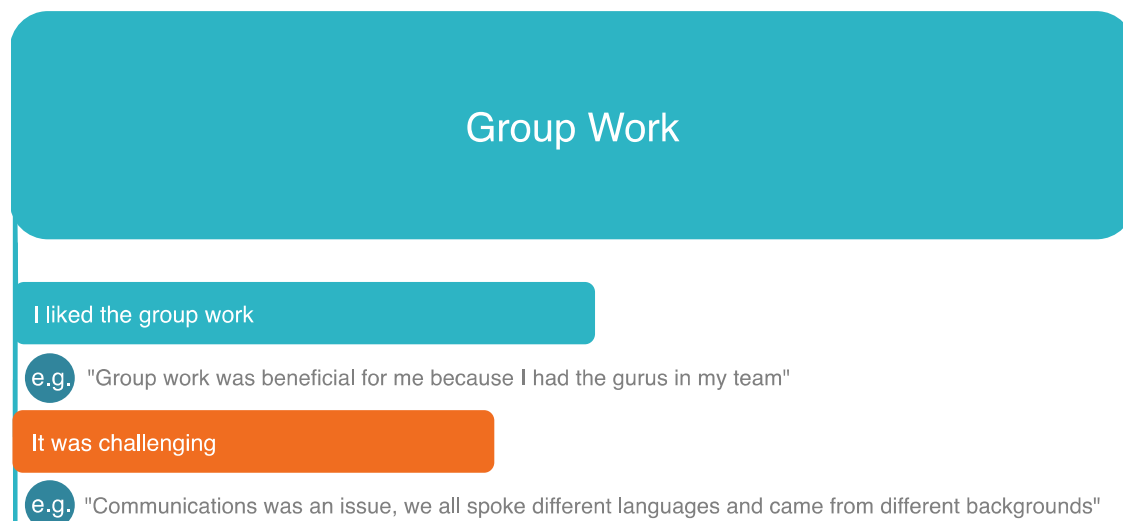 Group Work
I liked the group work
e.g. "Group work was beneficial for me because I had the gurus in my team"
It was challenging
e.g. "Communications was an issue, we all spoke different languages and came from different backgrounds"